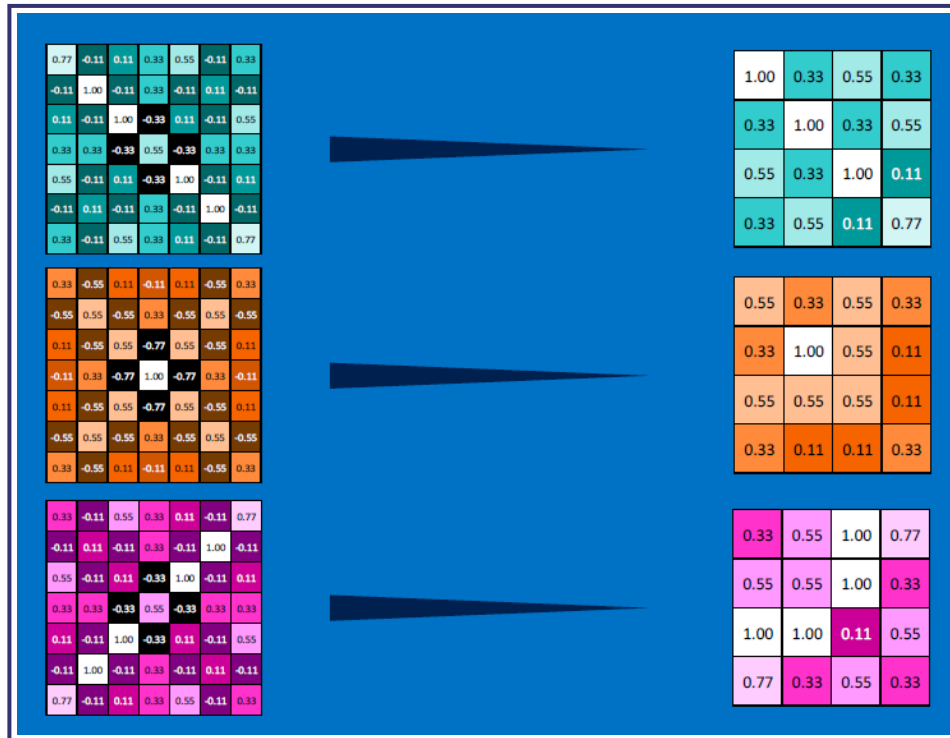 0.77 -0.11 0.11 0.33 0.55 -0.11 0.33
-0.11 1.00 -0.11 0.33 -0.11 0.11 -0.11
0.11 -0.11 1.00 -0.33 0.11 -0.11 0.55
0.33 0.33 -0.33 0.55 -0.33 0.33 0.33
0.55 -0.11 0.11 -0.33 1.00 -0.11 0.11
-0.11 0.11 -0.11 0.33 -0.11 1.00 -0.11
0.33 -0.11 0.55 0.33 0.11 -0.11 0.77
1.00 0.33 0.55 0.33
0.33 1.00 0.33 0.55
0.55 0.33 1.00 0.11
0.33 0.55 0.11 0.77
0.33 -0.55 0.11 -0.11 0.11 -0.55 0.33
-0.55 0.55 -0.55 0.33 -0.55 0.55 -0.55
0.11 -0.55 0.55 -0.77 0.55 -0.55 0.11
-0.11 0.33 -0.77 1.00 -0.77 0.33 -0.11
0.11 -0.55 0.55 -0.77 0.55 -0.55 0.11
-0.55 0.55 -0.55 0.33 -0.55 0.55 -0.55
0.33 -0.55 0.11 -0.11 0.11 -0.55 0.33
0.55 0.33 0.55 0.33
0.33 1.00 0.55 0.11
0.55 0.55 0.55 0.11
0.33 0.11 0.11 0.33
0.33 -0.11 0.55 0.33 0.11 -0.11 0.77
-0.11 0.11 -0.11 0.33 -0.11 1.00 -0.11
0.55 -0.11 0.11 -0.33 1.00 -0.11 0.11
0.33 0.33 -0.33 0.55 -0.33 0.33 0.33
0.11 -0.11 1.00 -0.33 0.11 -0.11 0.55
-0.11 1.00 -0.11 0.33 -0.11 0.11 -0.11
0.77 -0.11 0.11 0.33 0.55 -0.11 0.33
0.33 0.55 1.00 0.77
0.55 0.55 1.00 0.33
1.00 1.00 0.11 0.55
0.77 0.33 0.55 0.33